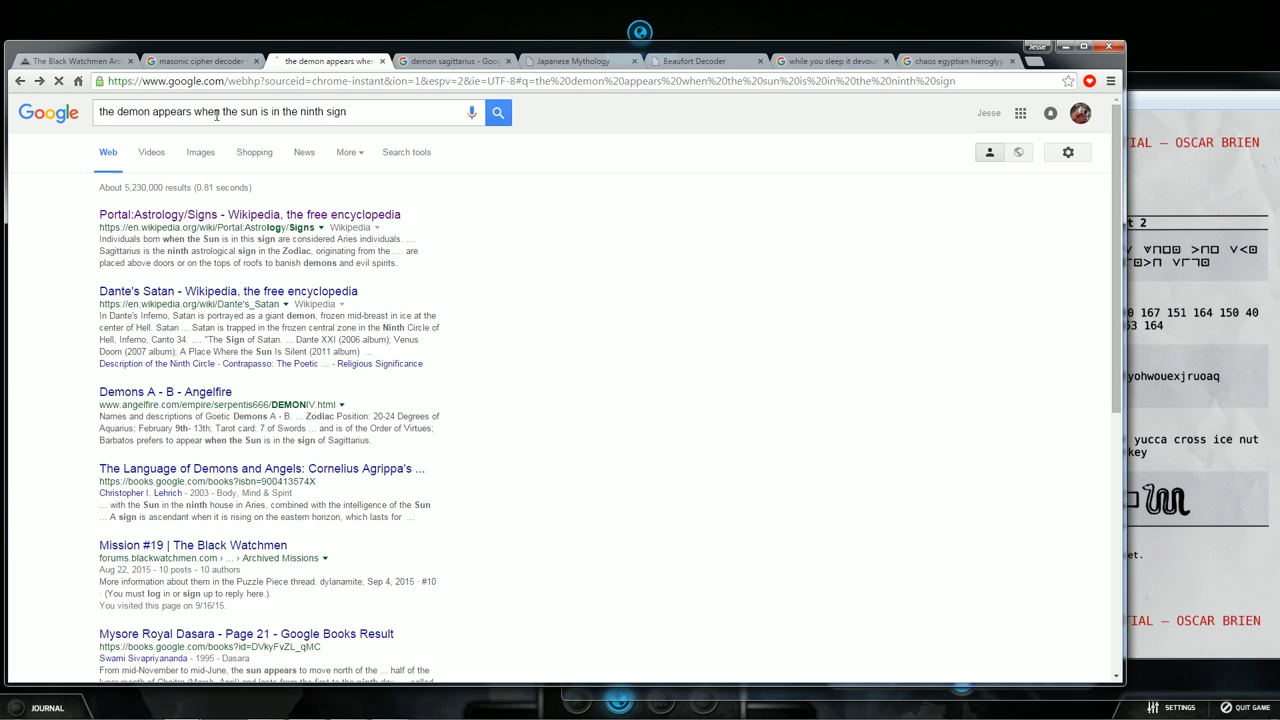 Jesse
The Black Watchmen Arc
masonic cipher decoder
the demon appears when
demon sagittarius - Goog
Japanese Mythology
Beaufort Decoder
while you sleep it devour
chaos egyptian hieroglyp
https://www.google.com/webhp?sourceid=chrome-instant&ion=1&espv=2&ie=UTF-8#q=the%20demon%20appears%20when%20the%20sun%20is%20in%20the%20ninth%20sign
Google
the demon appears when the sun is in the ninth sign
Jesse
Web Videos Images Shopping News More Search tools
About 5,230,000 results (0.81 seconds)
Portal:Astrology/Signs - Wikipedia, the free encyclopedia
https://en.wikipedia.org/wiki/Portal:Astrology/Signs Wikipedia
Individuals born when the Sun is in this sign are considered Aries individuals. ....
Sagittarius is the ninth astrological sign in the Zodiac, originating from the .... are
placed above doors or on the tops of roofs to banish demons and evil spirits.
Dante's Satan - Wikipedia, the free encyclopedia
https://en.wikipedia.org/wiki/Dante's_Satan Wikipedia
In Dante's Inferno, Satan is portrayed as a giant demon, frozen mid-breast in ice at the
center of Hell. Satan ... Satan is trapped in the frozen central zone in the Ninth Circle of
Hell, Inferno, Canto 34. .... "The Sign of Satan. ... Dante XXI (2006 album); Venus
Doom (2007 album); A Place Where the Sun Is Silent (2011 album) ...
Description of the Ninth Circle - Contrapasso: The Poetic ... - Religious Significance
Demons A - B - Angelfire
www.angelfire.com/empire/serpentis666/DEMONIV.html
Names and descriptions of Goetic Demons A - B. ... Zodiac Position: 20-24 Degrees of
Aquarius; February 9th- 13th; Tarot card: 7 of Swords ... and is of the Order of Virtues;
Barbatos prefers to appear when the Sun is in the sign of Sagittarius.
The Language of Demons and Angels: Cornelius Agrippa's ...
https://books.google.com/books?isbn=900413574X
Christopher I. Lehrich - 2003 - Body, Mind & Spirit
... with the Sun in the ninth house in Aries, combined with the intelligence of the Sun
... A sign is ascendant when it is rising on the eastern horizon, which lasts for ...
Mission #19 | The Black Watchmen
forums.blackwatchmen.com › ... › Archived Missions
Aug 22, 2015 - 10 posts - 10 authors
More information about them in the Puzzle Piece thread. dylanamite, Sep 4, 2015 · #10
· (You must log in or sign up to reply here.).
You visited this page on 9/16/15.
Mysore Royal Dasara - Page 21 - Google Books Result
https://books.google.com/books?id=DVkyFvZL_qMC
Swami Sivapriyananda - 1995 - Dasara
From mid-November to mid-June, the sun appears to move north of the ... half of the
TIAL — OSCAR BRIEN
t 2
0 167 151 164 150 40
63 164
yohwouexjruoaq
yucca cross ice nut
key
et.
TIAL — OSCAR BRIEN
JOURNAL
SETTINGS
QUIT GAME